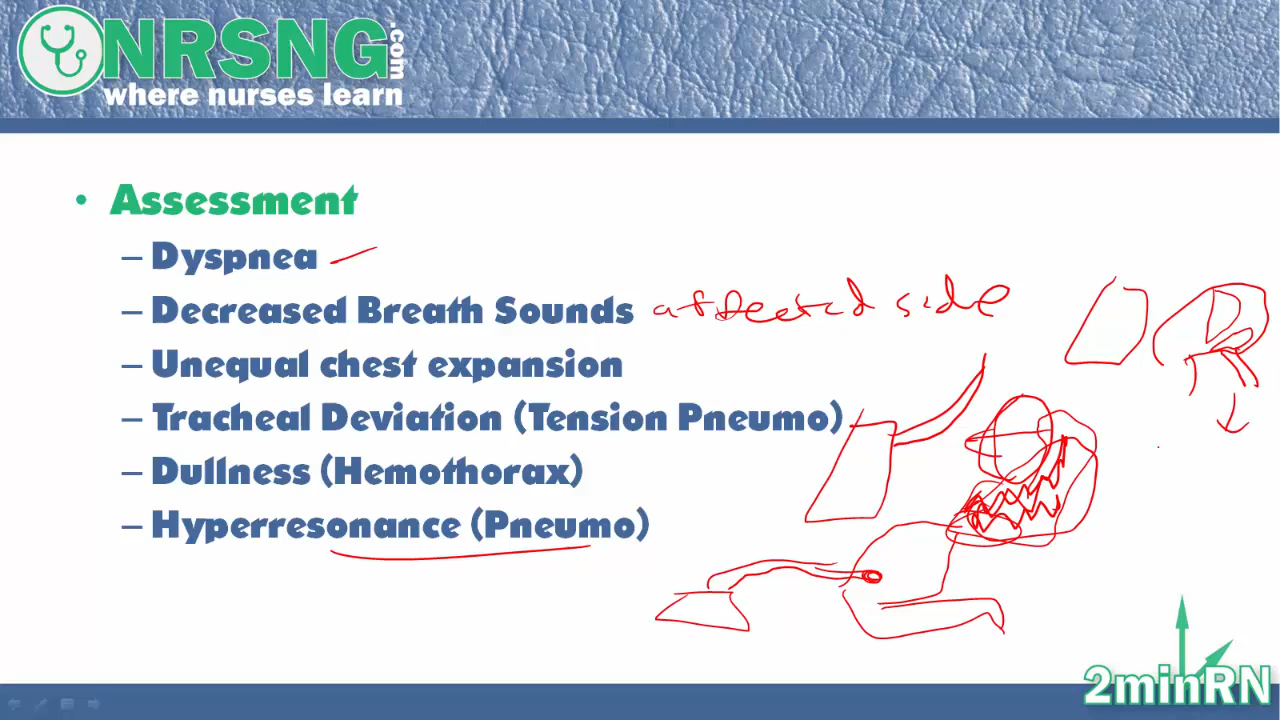 NRSNG.com
where nurses learn
• Assessment
– Dyspnea
– Decreased Breath Sounds affected side
– Unequal chest expansion
– Tracheal Deviation (Tension Pneumo)
– Dullness (Hemothorax)
– Hyperresonance (Pneumo)
2minRN